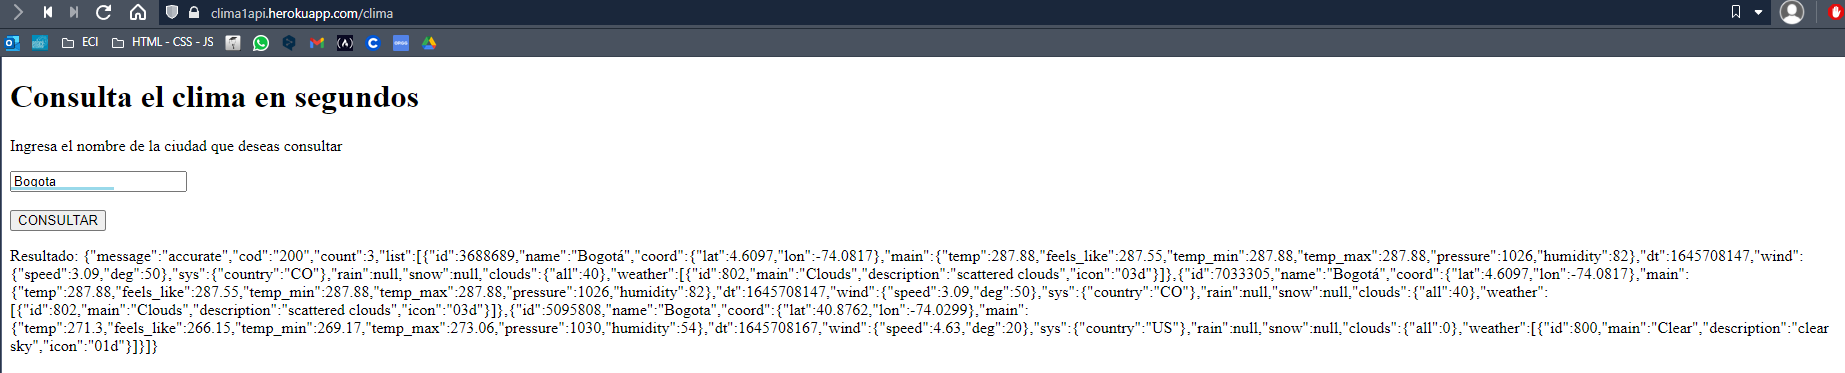 clima1api.herokuapp.com/clima
ECI HTML - CSS - JS
Consulta el clima en segundos
Ingresa el nombre de la ciudad que deseas consultar
Bogota
CONSULTAR
Resultado: {"message":"accurate","cod":"200","count":3,"list":[{"id":3688689,"name":"Bogotá","coord":{"lat":4.6097,"lon":-74.0817},"main":{"temp":287.88,"feels_like":287.55,"temp_min":287.88,"temp_max":287.88,"pressure":1026,"humidity":82},"dt":1645708147,"wind":
{"speed":3.09,"deg":50},"sys":{"country":"CO"},"rain":null,"snow":null,"clouds":{"all":40},"weather":[{"id":802,"main":"Clouds","description":"scattered clouds","icon":"03d"}]},{"id":7033305,"name":"Bogotá","coord":{"lat":4.6097,"lon":-74.0817},"main":
{"temp":287.88,"feels_like":287.55,"temp_min":287.88,"temp_max":287.88,"pressure":1026,"humidity":82},"dt":1645708147,"wind":{"speed":3.09,"deg":50},"sys":{"country":"CO"},"rain":null,"snow":null,"clouds":{"all":40},"weather":
[{"id":802,"main":"Clouds","description":"scattered clouds","icon":"03d"}]},{"id":5095808,"name":"Bogota","coord":{"lat":40.8762,"lon":-74.0299},"main":
{"temp":271.3,"feels_like":266.15,"temp_min":269.17,"temp_max":273.06,"pressure":1030,"humidity":54},"dt":1645708167,"wind":{"speed":4.63,"deg":20},"sys":{"country":"US"},"rain":null,"snow":null,"clouds":{"all":0},"weather":[{"id":800,"main":"Clear","description":"clear
sky","icon":"01d"}]}]}